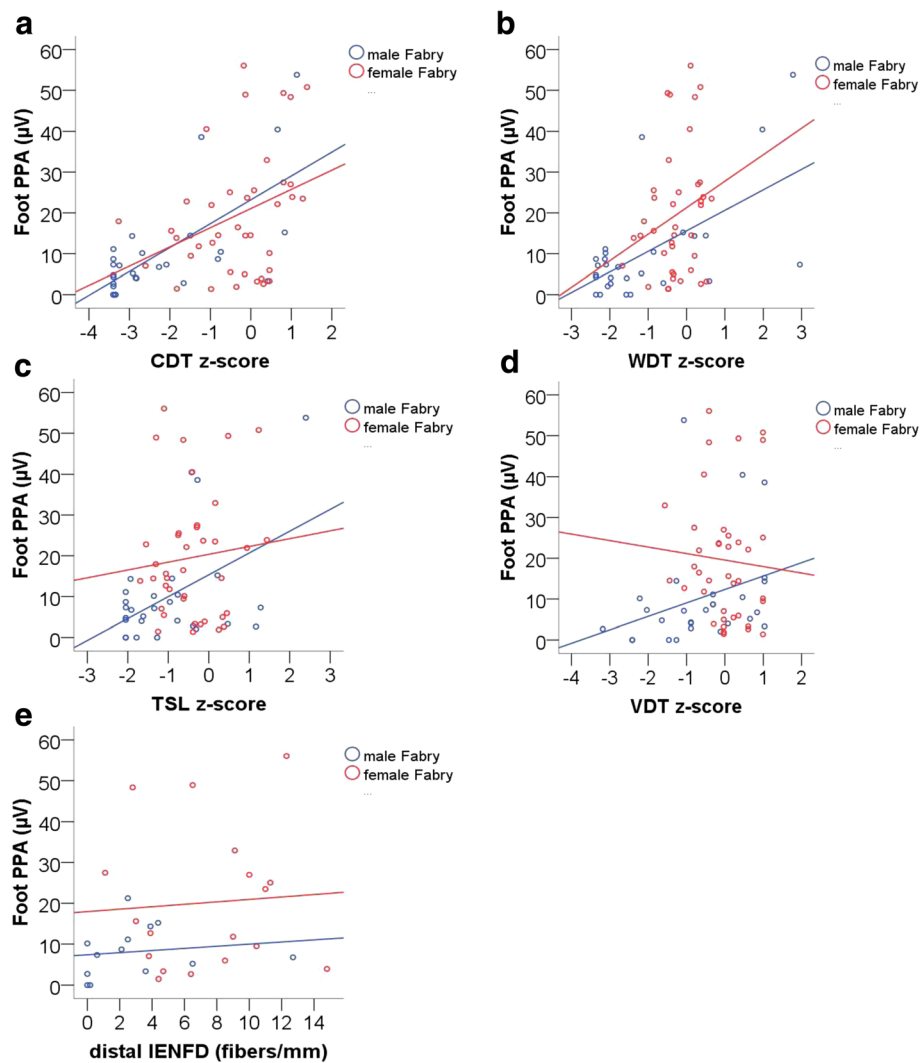 a
60
50
40
30
20
10
0
Foot PPA (µV)
-4 -3 -2 -1 0 1 2
CDT z-score
male Fabry
female Fabry
...
b
60
50
40
30
20
10
0
Foot PPA (µV)
-3 -2 -1 0 1 2 3
WDT z-score
male Fabry
female Fabry
...
c
60
50
40
30
20
10
0
Foot PPA (µV)
-3 -2 -1 0 1 2 3
TSL z-score
male Fabry
female Fabry
...
d
60
50
40
30
20
10
0
Foot PPA (µV)
-4 -3 -2 -1 0 1 2
VDT z-score
male Fabry
female Fabry
...
e
60
50
40
30
20
10
0
Foot PPA (µV)
0 2 4 6 8 10 12 14
distal IENFD (fibers/mm)
male Fabry
female Fabry
...